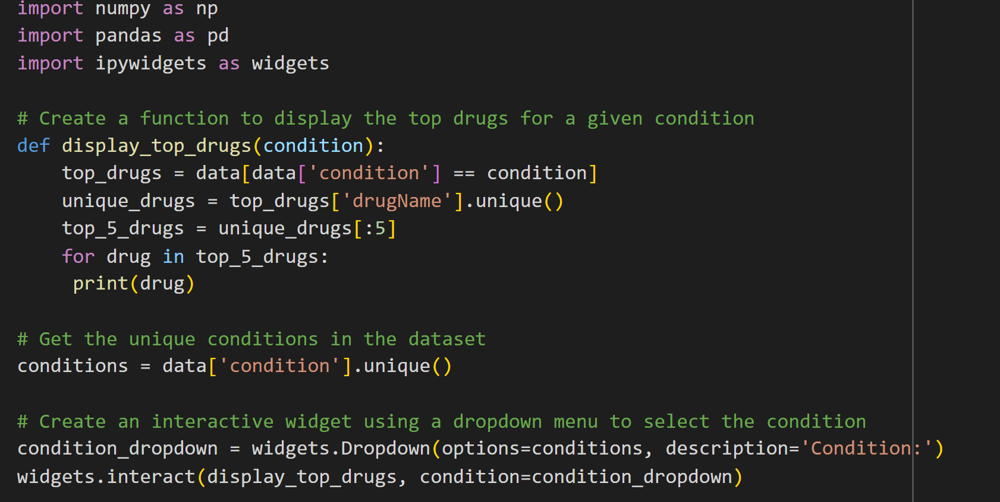 import numpy as np
import pandas as pd
import ipywidgets as widgets
# Create a function to display the top drugs for a given condition
def display_top_drugs(condition):
    top_drugs = data[data['condition'] == condition]
    unique_drugs = top_drugs['drugName'].unique()
    top_5_drugs = unique_drugs[:5]
    for drug in top_5_drugs:
     print(drug)
# Get the unique conditions in the dataset
conditions = data['condition'].unique()
# Create an interactive widget using a dropdown menu to select the condition
condition_dropdown = widgets.Dropdown(options=conditions, description='Condition:')
widgets.interact(display_top_drugs, condition=condition_dropdown)